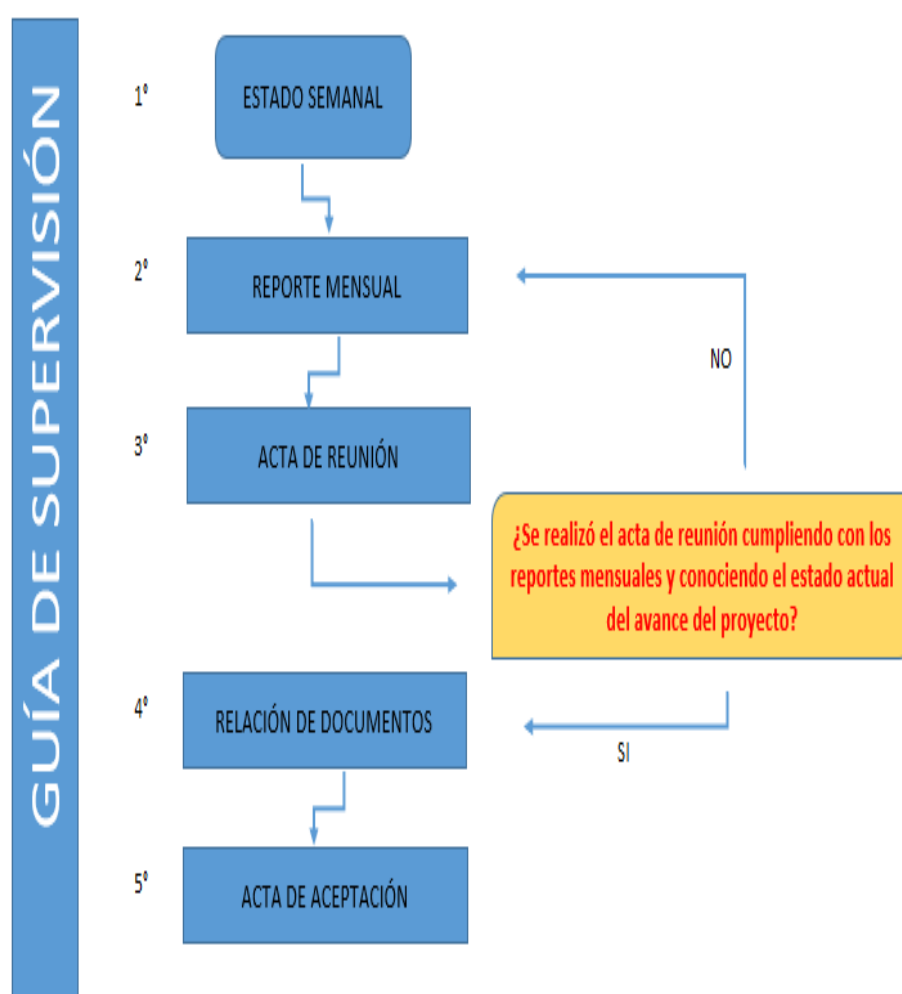 GUÍA DE SUPERVISIÓN
1°
ESTADO SEMANAL
2°
REPORTE MENSUAL
NO
3°
ACTA DE REUNIÓN
¿Se realizó el acta de reunión cumpliendo con los
reportes mensuales y conociendo el estado actual
del avance del proyecto?
4°
RELACIÓN DE DOCUMENTOS
SI
5°
ACTA DE ACEPTACIÓN